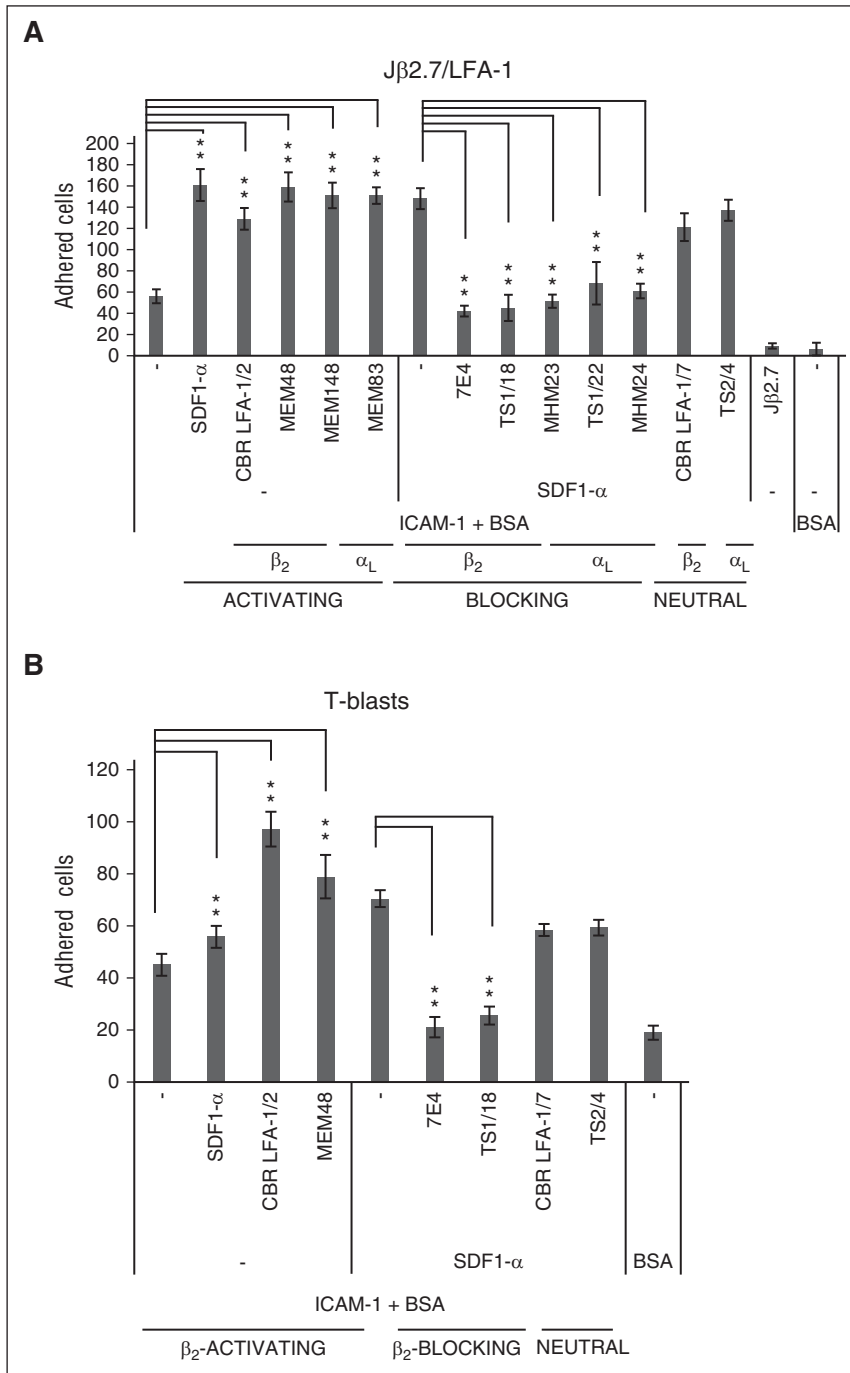 A
Jβ2.7/LFA-1
Adhered cells
200
180
160
140
120
100
80
60
40
20
0
** ** ** ** ** ** ** ** ** **
- SDF1-α CBR LFA-1/2 MEM48 MEM148 MEM83 - 7E4 TS1/18 MHM23 TS1/22 MHM24 CBR LFA-1/7 TS2/4 Jβ2.7 -
- SDF1-α - -
ICAM-1 + BSA BSA
β2 αL β2 αL β2 αL
ACTIVATING BLOCKING NEUTRAL
B
T-blasts
Adhered cells
120
100
80
60
40
20
0
** ** ** ** **
- SDF1-α CBR LFA-1/2 MEM48 - 7E4 TS1/18 CBR LFA-1/7 TS2/4 -
- SDF1-α BSA
ICAM-1 + BSA
β2-ACTIVATING β2-BLOCKING NEUTRAL